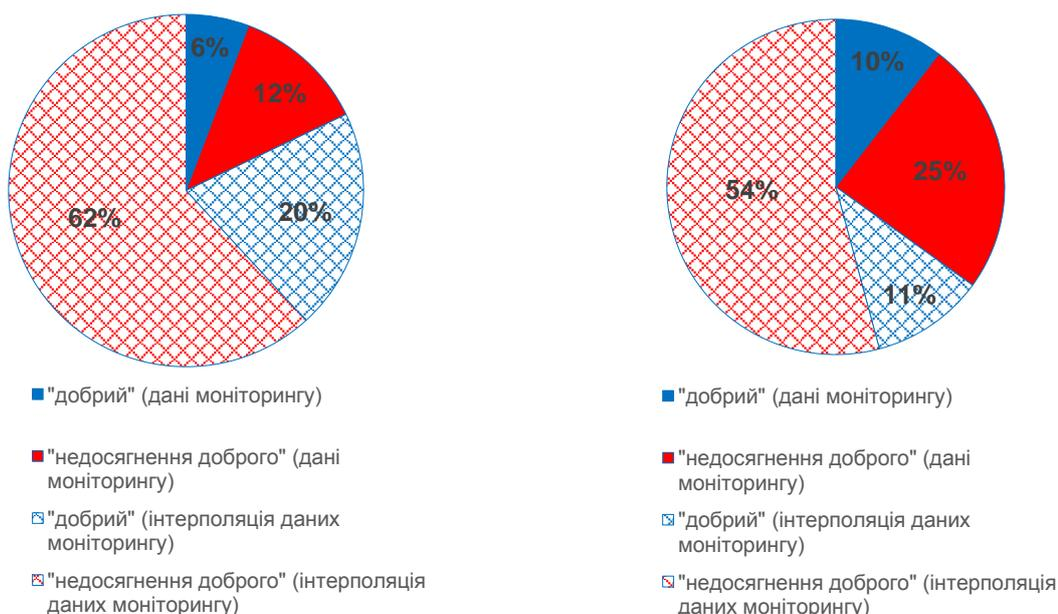 6%
12%
20%
62%
"добрий" (дані моніторингу)
"недосягнення доброго" (дані
моніторингу)
"добрий" (інтерполяція даних
моніторингу)
"недосягнення доброго" (інтерполяція
даних моніторингу)
10%
25%
11%
54%
"добрий" (дані моніторингу)
"недосягнення доброго" (дані
моніторингу)
"добрий" (інтерполяція даних
моніторингу)
"недосягнення доброго" (інтерполяція
даних моніторингу)